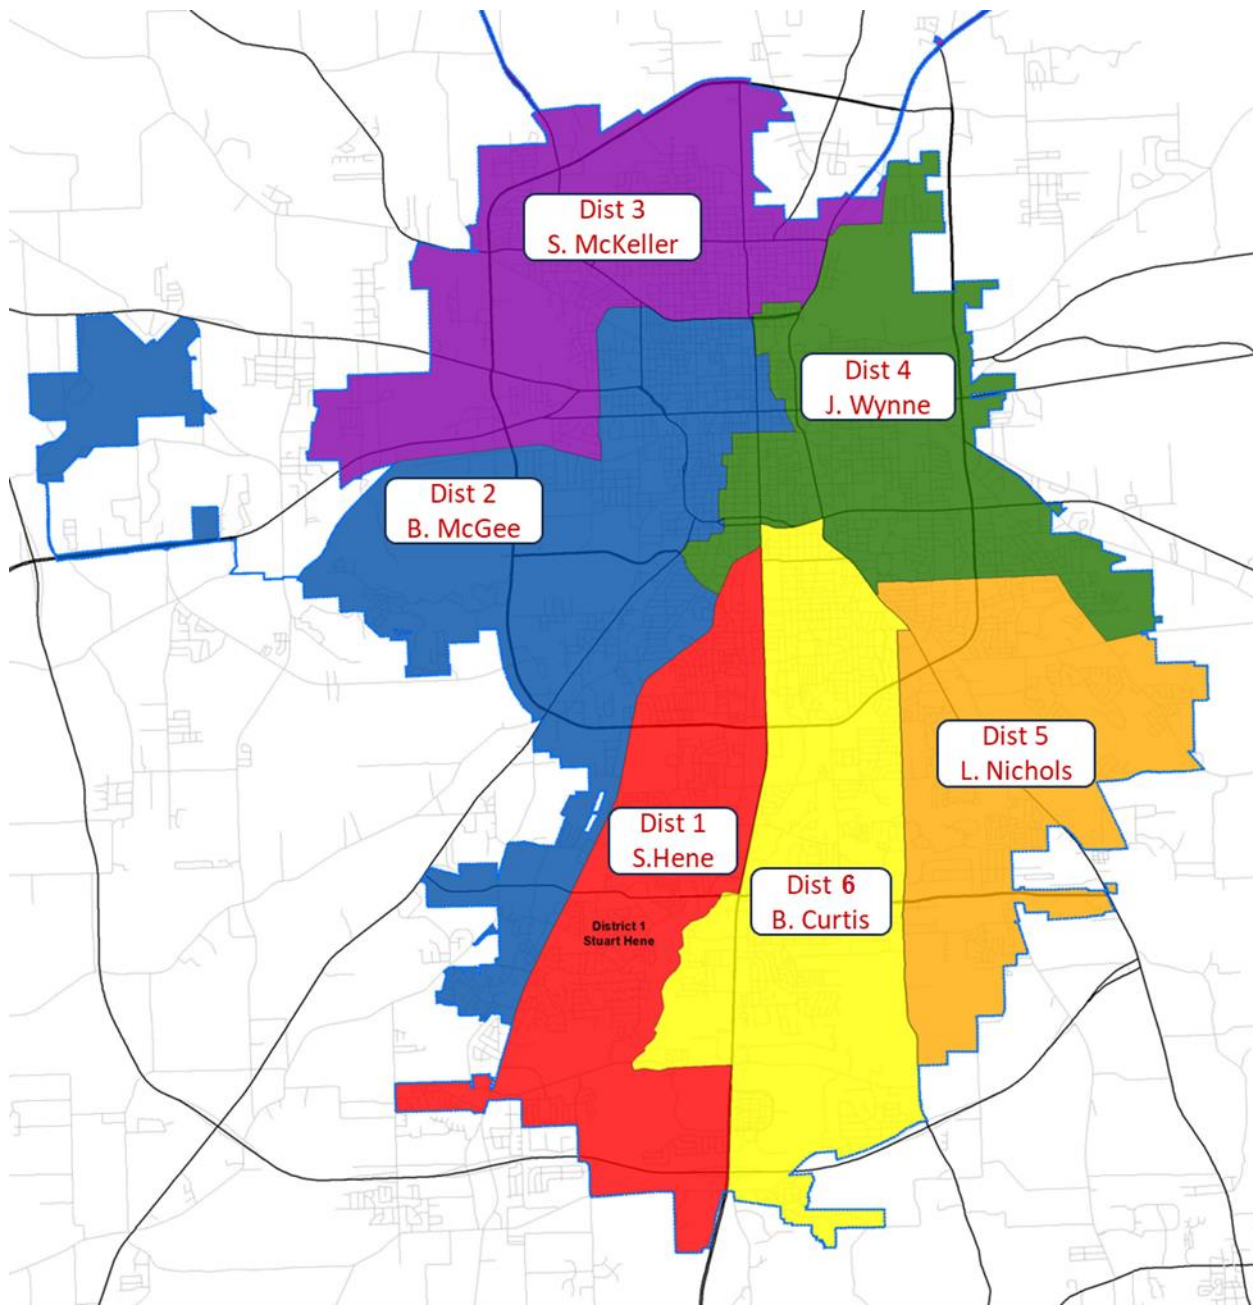 Dist 3
S. McKeller
Dist 4
J. Wynne
Dist 2
B. McGee
Dist 5
L. Nichols
Dist 1
S.Hene
Dist 6
B. Curtis
District 1
Stuart Hene